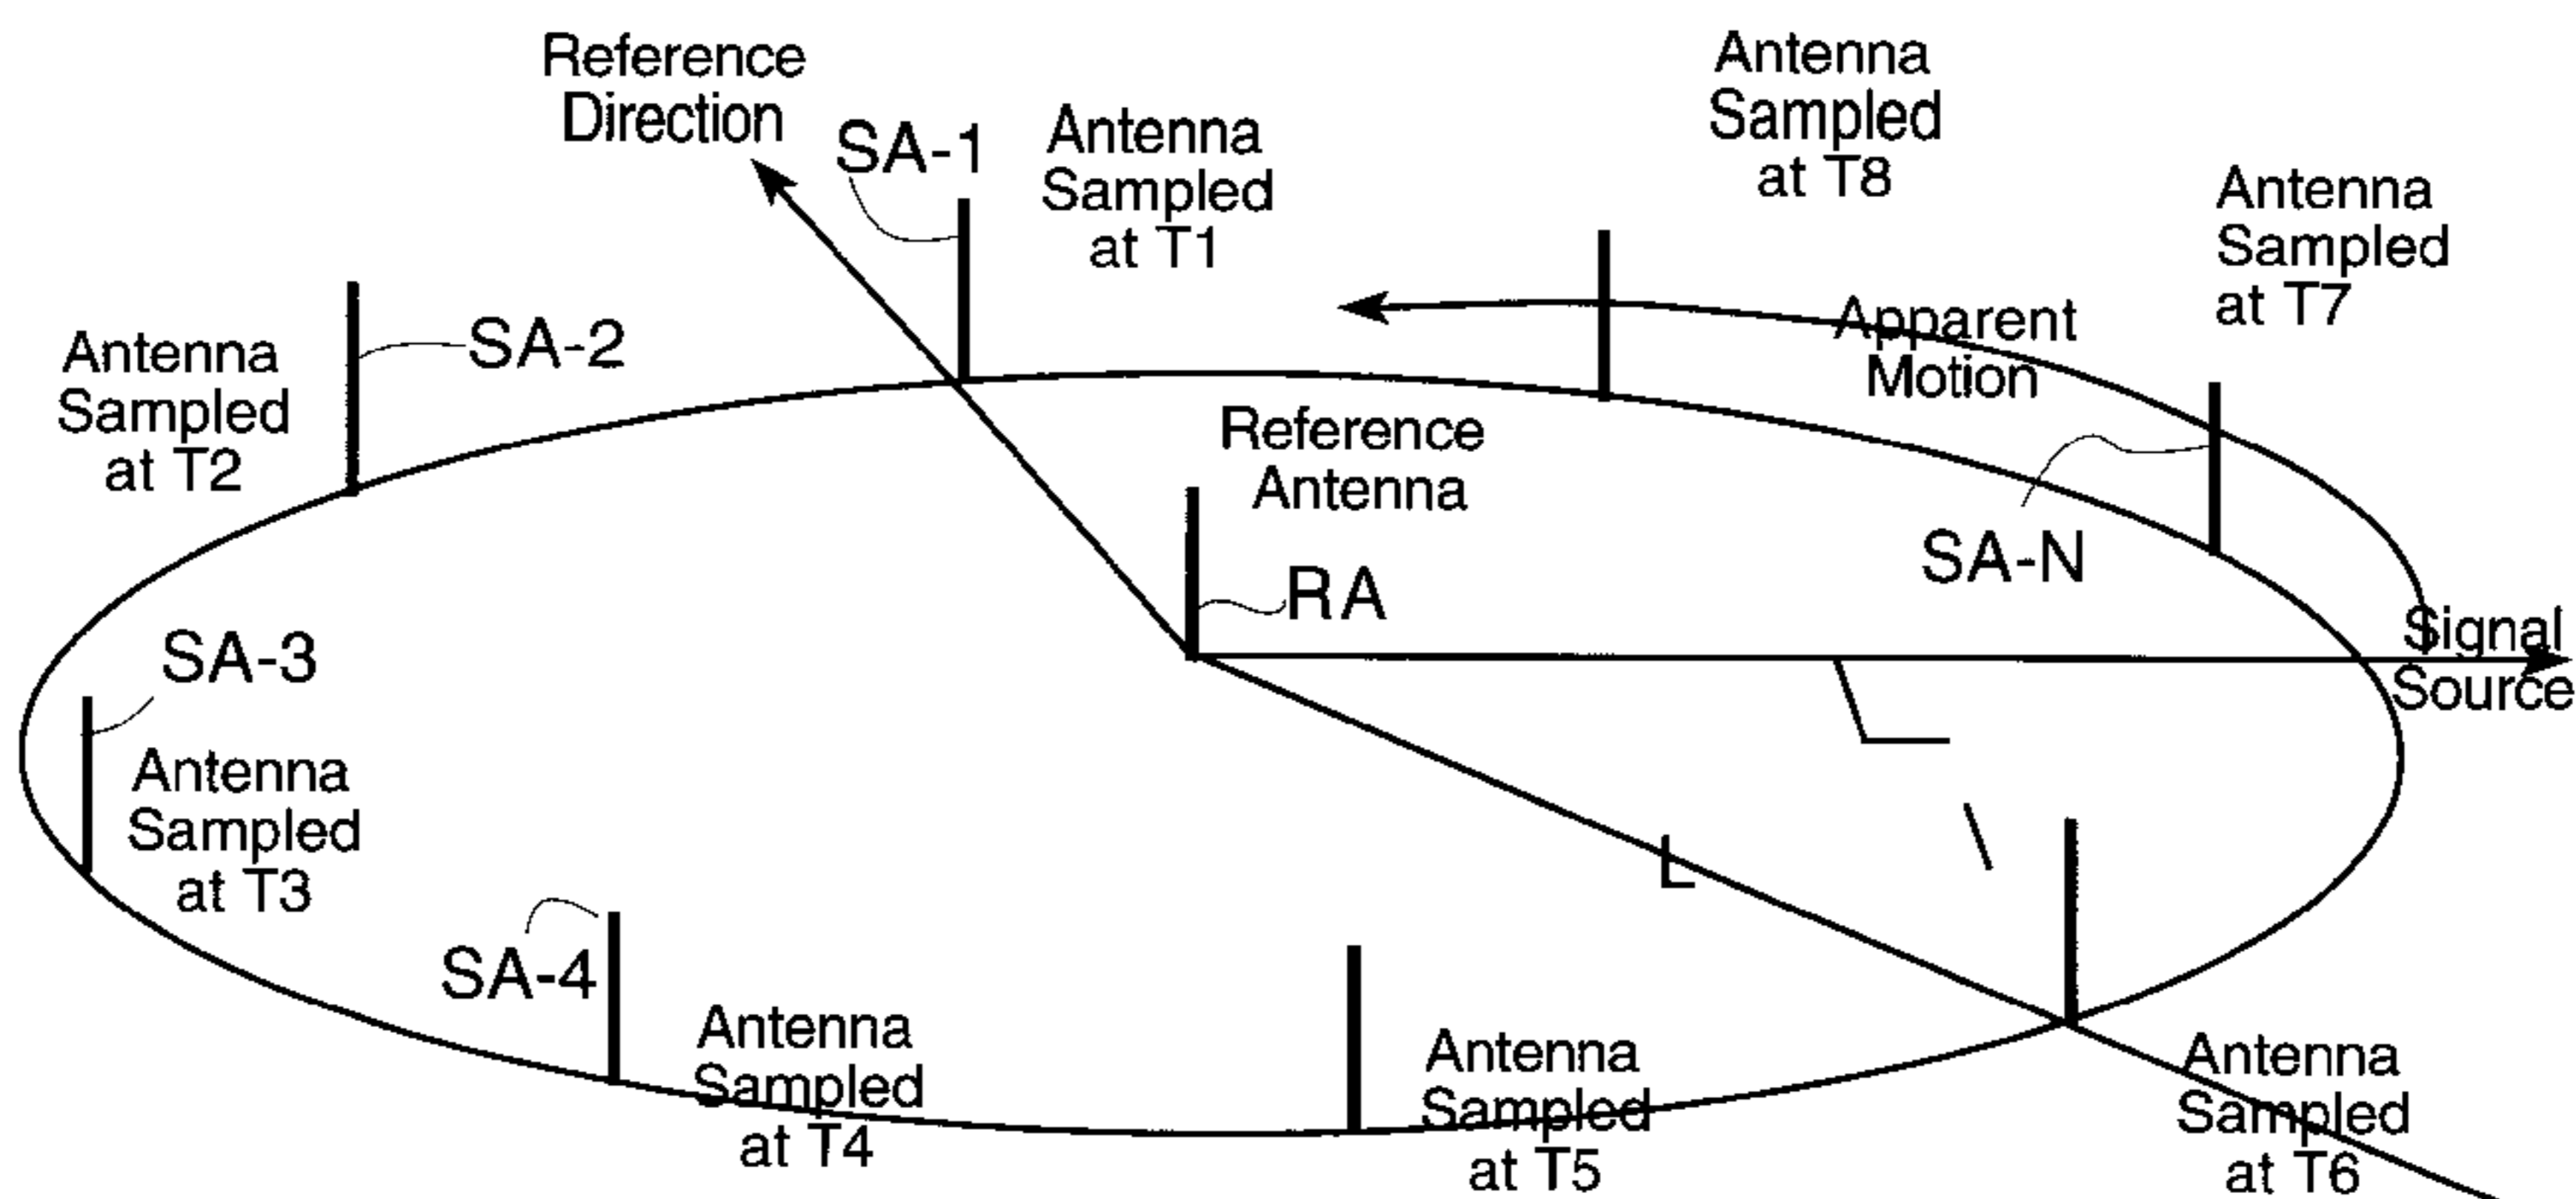 Reference
Direction
SA-1
Antenna
Sampled
at T1
Antenna
Sampled
at T8
Antenna
Sampled
at T7
Antenna
Sampled
at T2
SA-2
Apparent
Motion
Reference
Antenna
RA
SA-N
Signal
Source
SA-3
Antenna
Sampled
at T3
L
SA-4
Antenna
Sampled
at T4
Antenna
Sampled
at T5
Antenna
Sampled
at T6